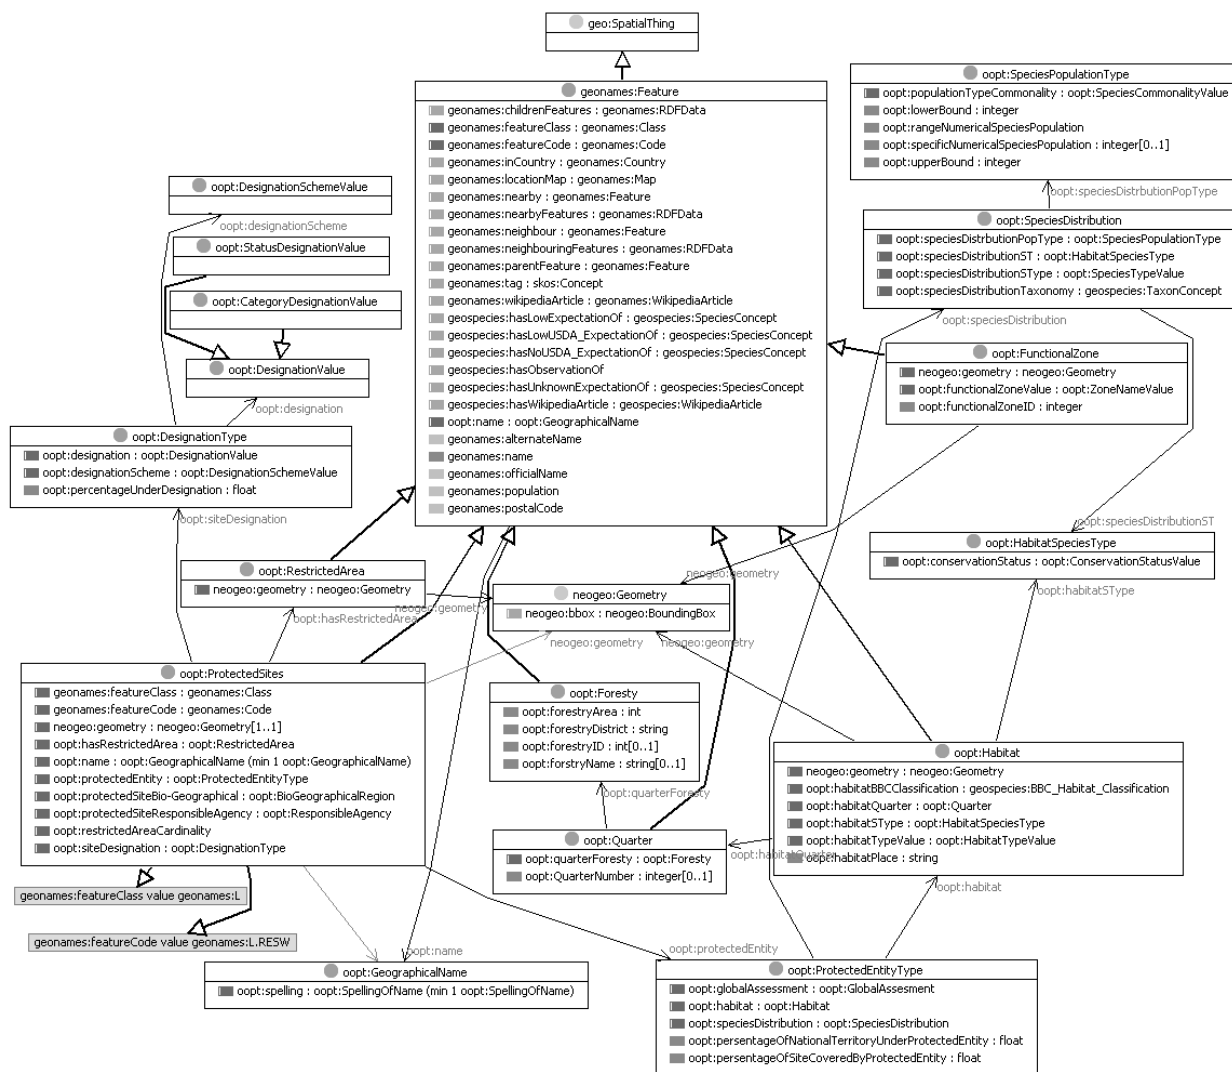 geo:SpatialThing
geonames:Feature
geonames:childrenFeatures : geonames:RDFData
geonames:featureClass : geonames:Class
geonames:featureCode : geonames:Code
geonames:inCountry : geonames:Country
geonames:locationMap : geonames:Map
geonames:nearby : geonames:Feature
geonames:nearbyFeatures : geonames:RDFData
geonames:neighbour : geonames:Feature
geonames:neighbouringFeatures : geonames:RDFData
geonames:parentFeature : geonames:Feature
geonames:tag : skos:Concept
geonames:wikipediaArticle : geonames:WikipediaArticle
geospecies:hasLowExpectationOf : geospecies:SpeciesConcept
geospecies:hasLowUSDA_ExpectationOf : geospecies:SpeciesConcept
geospecies:hasNoUSDA_ExpectationOf : geospecies:SpeciesConcept
geospecies:hasObservationOf
geospecies:hasUnknownExpectationOf : geospecies:SpeciesConcept
geospecies:hasWikipediaArticle : geospecies:WikipediaArticle
oopt:name : oopt:GeographicalName
geonames:alternateName
geonames:name
geonames:officialName
geonames:population
geonames:postalCode
oopt:SpeciesPopulationType
oopt:populationTypeCommonality : oopt:SpeciesCommonalityValue
oopt:lowerBound : integer
oopt:rangeNumericalSpeciesPopulation
oopt:specificNumericalSpeciesPopulation : integer[0..1]
oopt:upperBound : integer
oopt:speciesDistrbutionPopType
oopt:SpeciesDistribution
oopt:speciesDistrbutionPopType : oopt:SpeciesPopulationType
oopt:speciesDistributionST : oopt:HabitatSpeciesType
oopt:speciesDistributionSType : oopt:SpeciesTypeValue
oopt:speciesDistributionTaxonomy : geospecies:TaxonConcept
oopt:speciesDistribution
oopt:FunctionalZone
neogeo:geometry : neogeo:Geometry
oopt:functionalZoneValue : oopt:ZoneNameValue
oopt:functionalZoneID : integer
oopt:DesignationSchemeValue
oopt:designationScheme
oopt:StatusDesignationValue
oopt:CategoryDesignationValue
oopt:DesignationValue
oopt:designation
oopt:DesignationType
oopt:designation : oopt:DesignationValue
oopt:designationScheme : oopt:DesignationSchemeValue
oopt:percentageUnderDesignation : float
oopt:siteDesignation
oopt:speciesDistributionST
oopt:HabitatSpeciesType
oopt:conservationStatus : oopt:ConservationStatusValue
oopt:habitatSType
oopt:RestrictedArea
neogeo:geometry : neogeo:Geometry
neogeo:geometry
oopt:hasRestrictedArea
neogeo:geometry
neogeo:Geometry
neogeo:bbox : neogeo:BoundingBox
neogeo:geometry
neogeo:geometry
oopt:ProtectedSites
geonames:featureClass : geonames:Class
geonames:featureCode : geonames:Code
neogeo:geometry : neogeo:Geometry[1..1]
oopt:hasRestrictedArea : oopt:RestrictedArea
oopt:name : oopt:GeographicalName (min 1 oopt:GeographicalName)
oopt:protectedEntity : oopt:ProtectedEntityType
oopt:protectedSiteBio-Geographical : oopt:BioGeographicalRegion
oopt:protectedSiteResponsibleAgency : oopt:ResponsibleAgency
oopt:restrictedAreaCardinality
oopt:siteDesignation : oopt:DesignationType
geonames:featureClass value geonames:L
geonames:featureCode value geonames:L.RESW
oopt:Foresty
oopt:forestryArea : int
oopt:forestryDistrict : string
oopt:forestryID : int[0..1]
oopt:forstryName : string[0..1]
oopt:quarterForesty
oopt:Quarter
oopt:quarterForesty : oopt:Foresty
oopt:QuarterNumber : integer[0..1]
oopt:habitatQuarter
oopt:Habitat
neogeo:geometry : neogeo:Geometry
oopt:habitatBBCClassification : geospecies:BBC_Habitat_Classification
oopt:habitatQuarter : oopt:Quarter
oopt:habitatSType : oopt:HabitatSpeciesType
oopt:habitatTypeValue : oopt:HabitatTypeValue
oopt:habitatPlace : string
oopt:habitat
oopt:name
oopt:protectedEntity
oopt:GeographicalName
oopt:spelling : oopt:SpellingOfName (min 1 oopt:SpellingOfName)
oopt:ProtectedEntityType
oopt:globalAssessment : oopt:GlobalAssesment
oopt:habitat : oopt:Habitat
oopt:speciesDistribution : oopt:SpeciesDistribution
oopt:persentageOfNationalTerritoryUnderProtectedEntity : float
oopt:persentageOfSiteCoveredByProtectedEntity : float